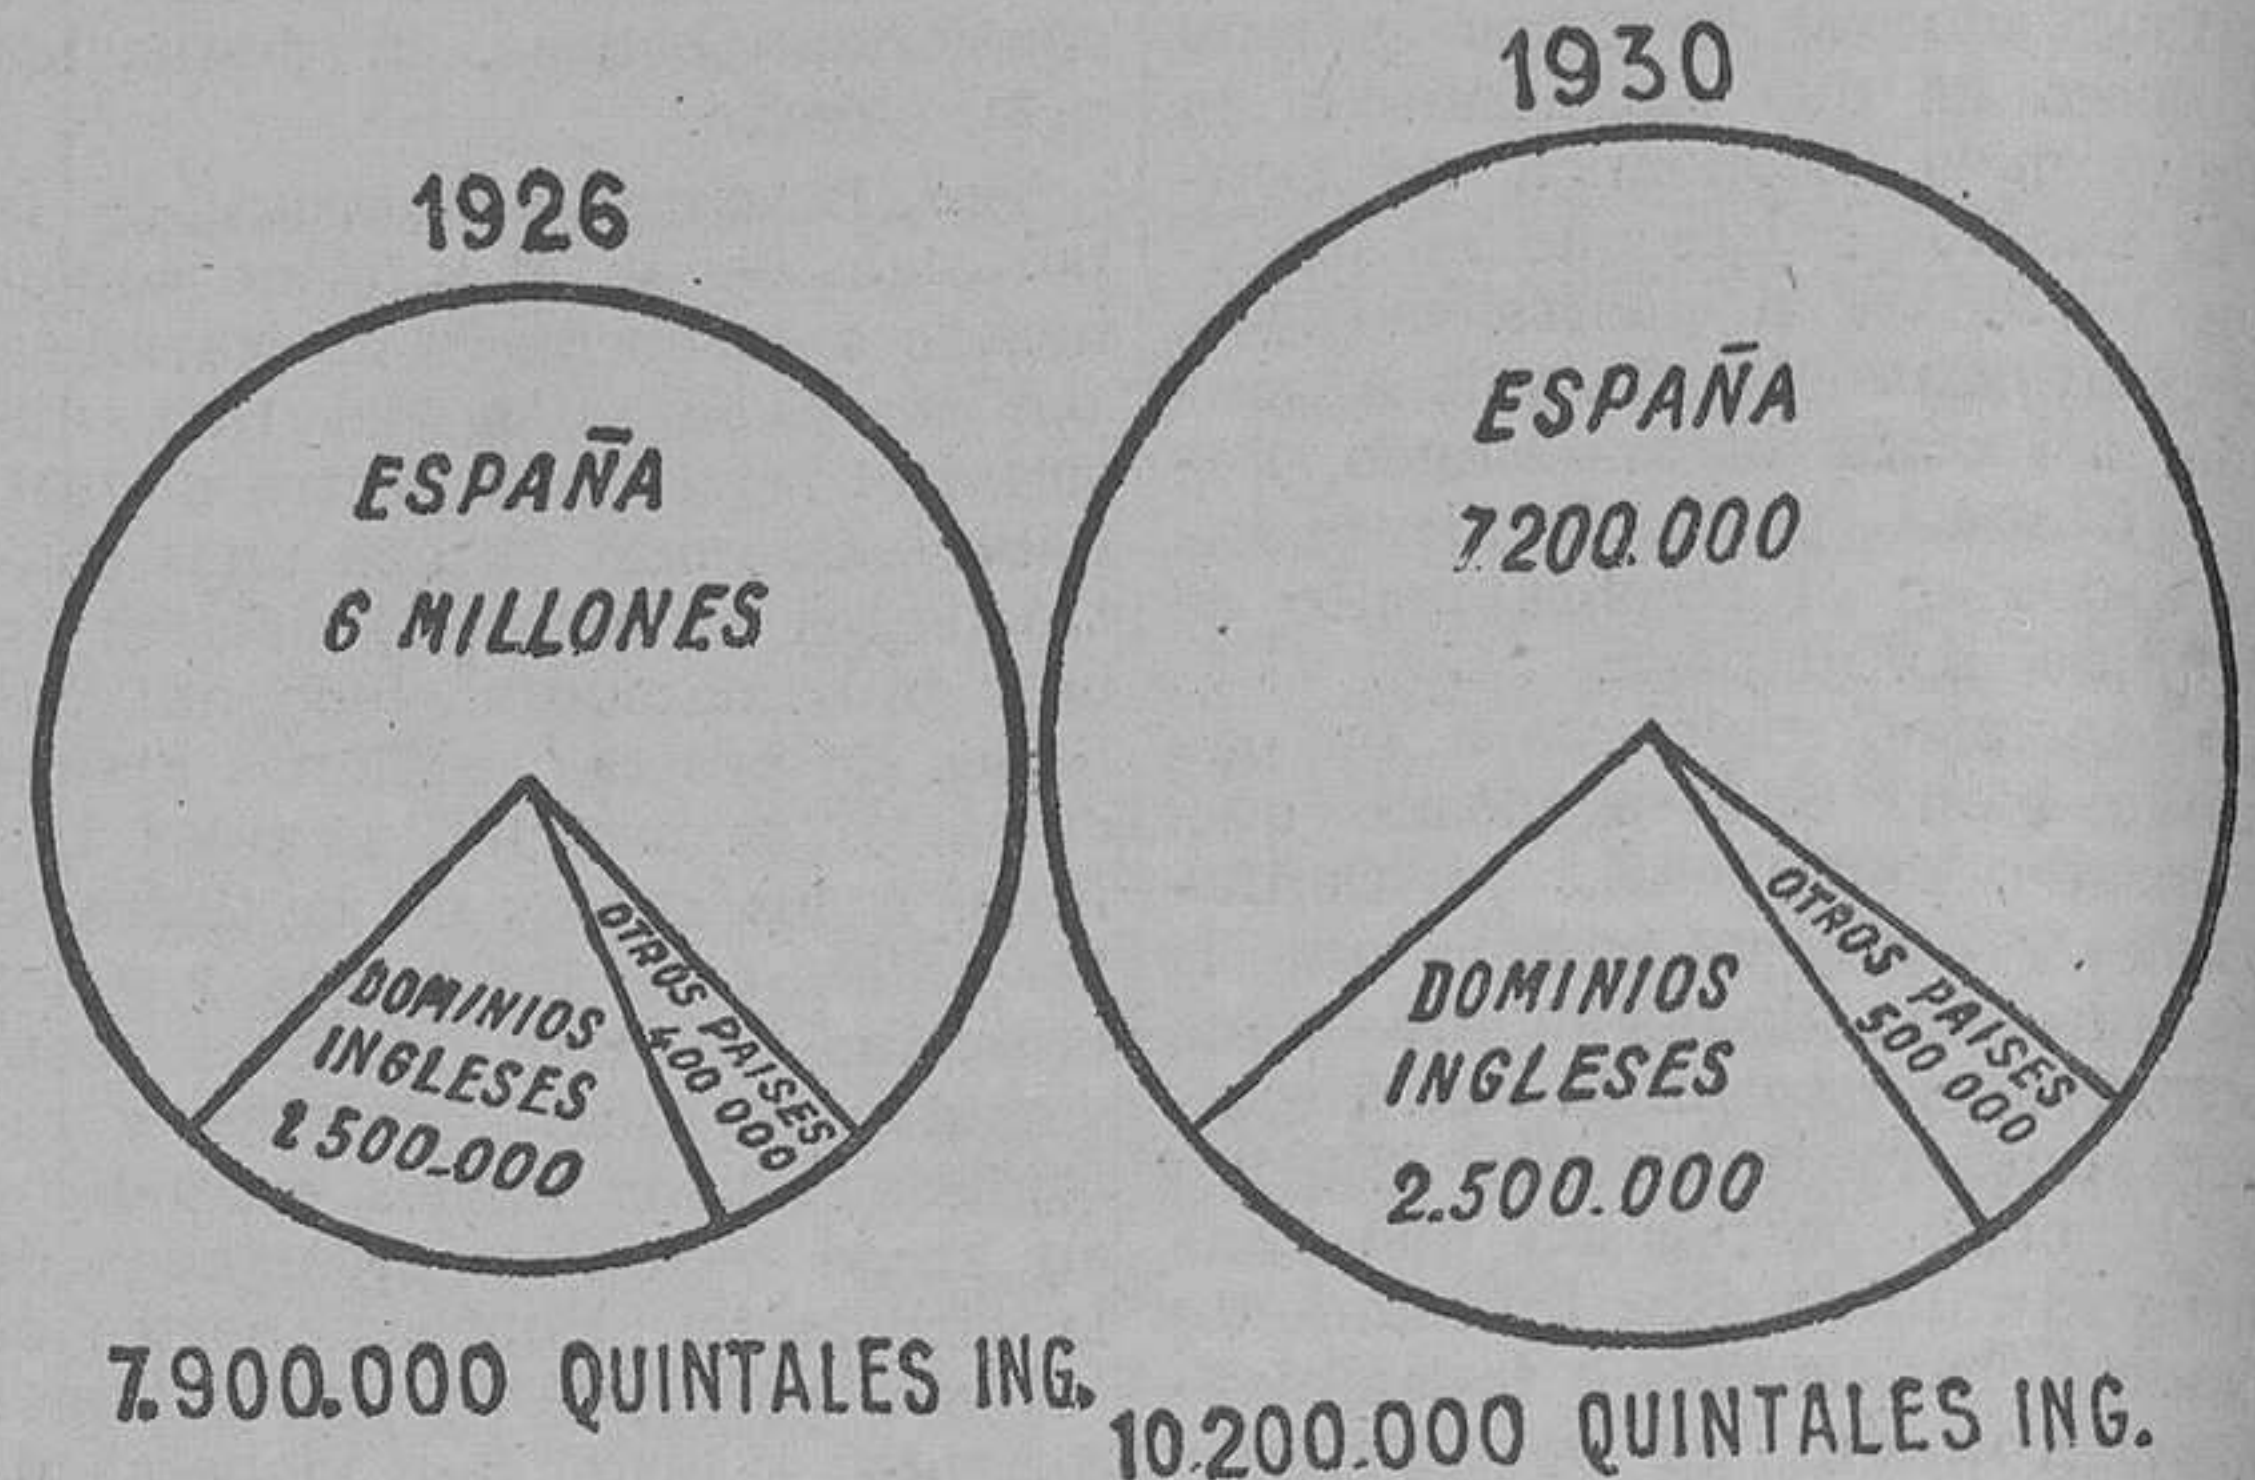 1926
ESPAÑA
6 MILLONES
DOMINIOS
INGLESES
1 500.000
OTROS PAISES
400 000
7.900.000 QUINTALES ING.
1930
ESPAÑA
7.200.000
DOMINIOS
INGLESES
2.500.000
OTROS PAISES
500 000
10.200.000 QUINTALES ING.